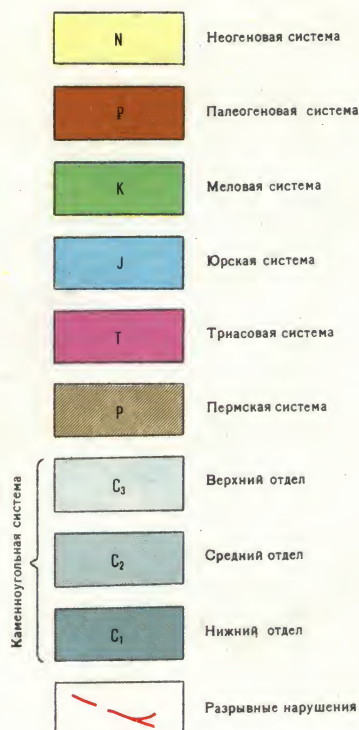 N Неогеновая система
₽ Палеогеновая система
K Меловая система
J Юрская система
T Триасовая система
P Пермская система
Каменноугольная система
C₃ Верхний отдел
C₂ Средний отдел
C₁ Нижний отдел
Разрывные нарушения